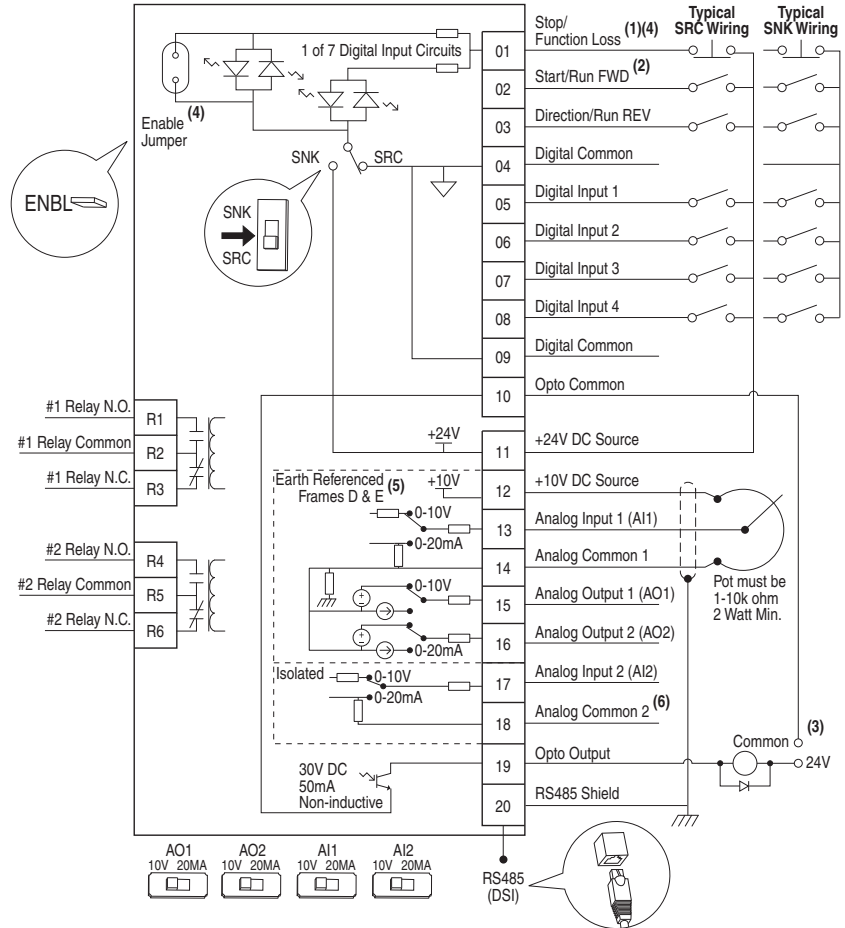 Typical SRC Wiring
Typical SNK Wiring
1 of 7 Digital Input Circuits
Enable Jumper (4)
ENBL
SNK
SRC
SNK
SRC
01 Stop/Function Loss (1)(4)
02 Start/Run FWD (2)
03 Direction/Run REV
04 Digital Common
05 Digital Input 1
06 Digital Input 2
07 Digital Input 3
08 Digital Input 4
09 Digital Common
10 Opto Common
+24V
11 +24V DC Source
#1 Relay N.O. R1
#1 Relay Common R2
#1 Relay N.C. R3
#2 Relay N.O. R4
#2 Relay Common R5
#2 Relay N.C. R6
Earth Referenced Frames D & E (5)
+10V
12 +10V DC Source
0-10V
13 Analog Input 1 (AI1)
0-20mA
14 Analog Common 1
0-10V
15 Analog Output 1 (AO1)
16 Analog Output 2 (AO2)
0-20mA
Pot must be
1-10k ohm
2 Watt Min.
Isolated
0-10V
17 Analog Input 2 (AI2)
0-20mA
18 Analog Common 2 (6)
19 Opto Output
Common
(3)
24V
30V DC
50mA
Non-inductive
20 RS485 Shield
RS485
(DSI)
AO1
10V 20MA
AO2
10V 20MA
AI1
10V 20MA
AI2
10V 20MA